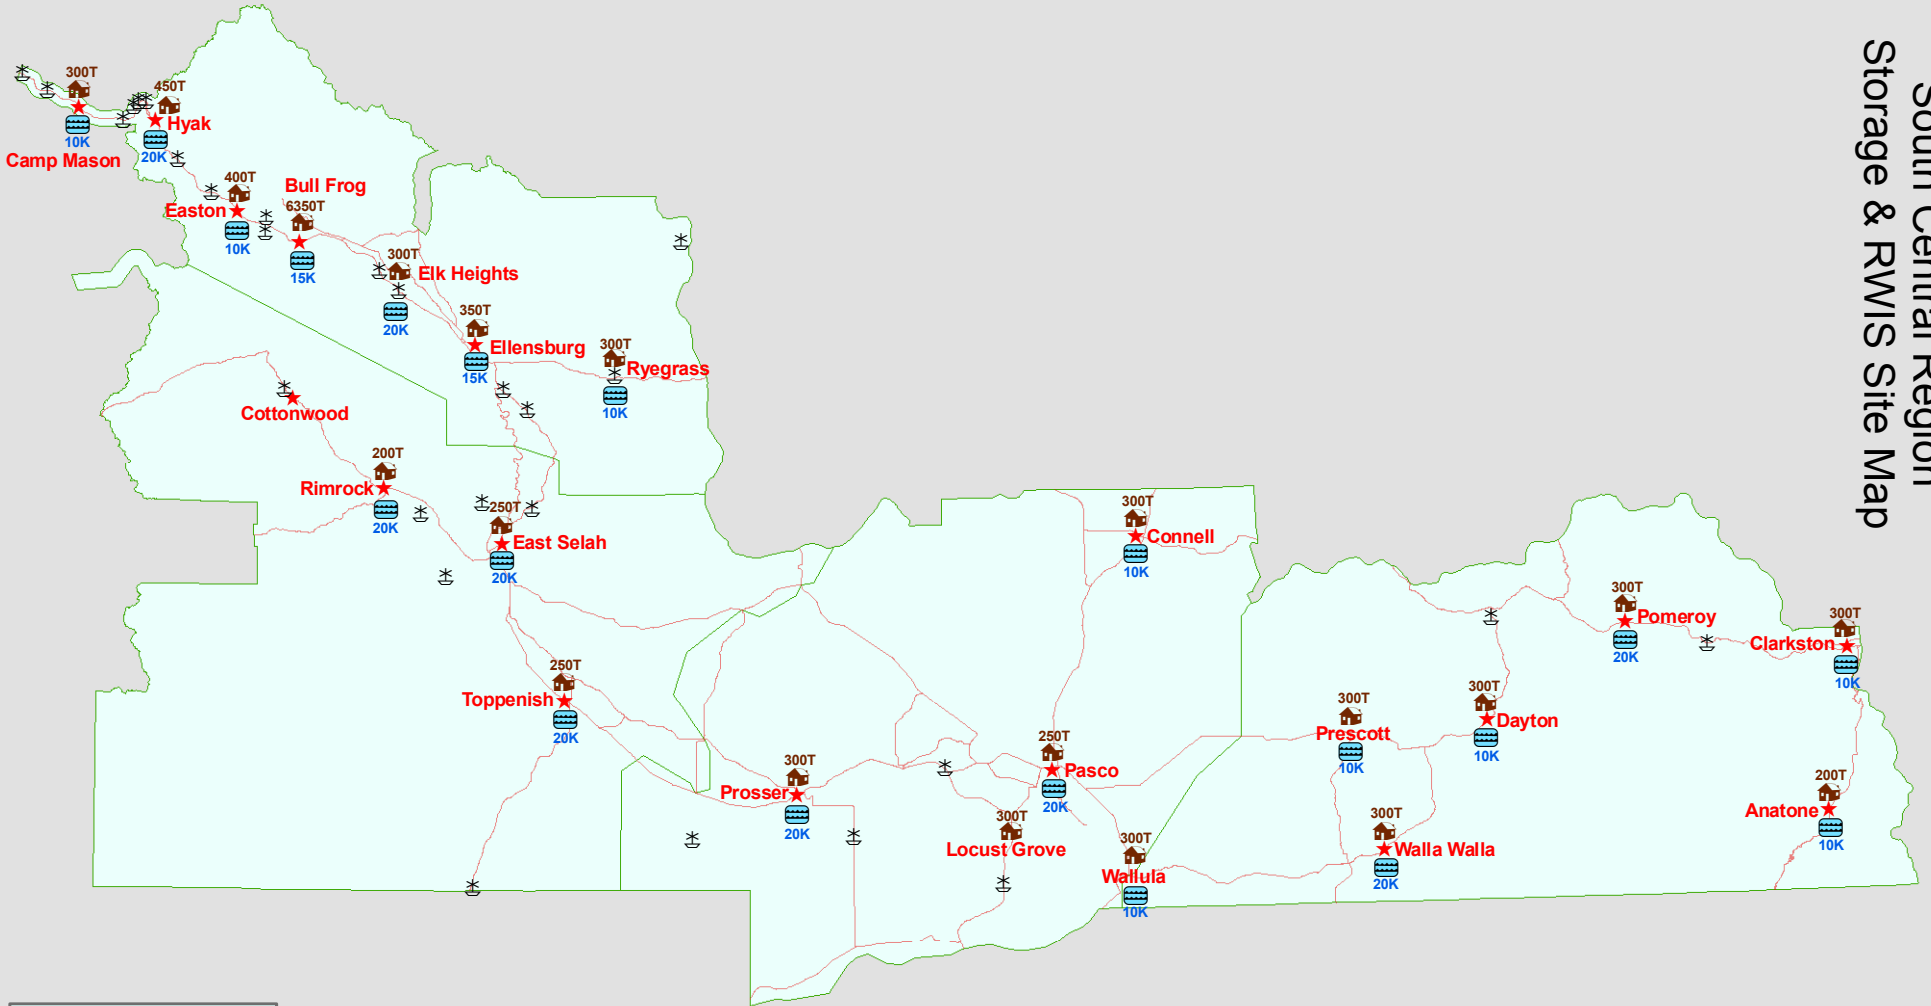 South Central Region
Storage & RWIS Site Map
300T
10K
Camp Mason
450T
Hyak
20K
400T
Easton
10K
Bull Frog
6350T
15K
300T
Elk Heights
20K
350T
Ellensburg
15K
300T
Ryegrass
10K
Cottonwood
200T
Rimrock
20K
250T
East Selah
20K
300T
Connell
10K
300T
Pomeroy
20K
300T
Clarkston
10K
250T
Toppenish
20K
300T
Prescott
10K
300T
Dayton
10K
250T
Pasco
20K
300T
Prosser
20K
300T
Locust Grove
300T
Wallula
10K
300T
Walla Walla
20K
200T
Anatone
10K